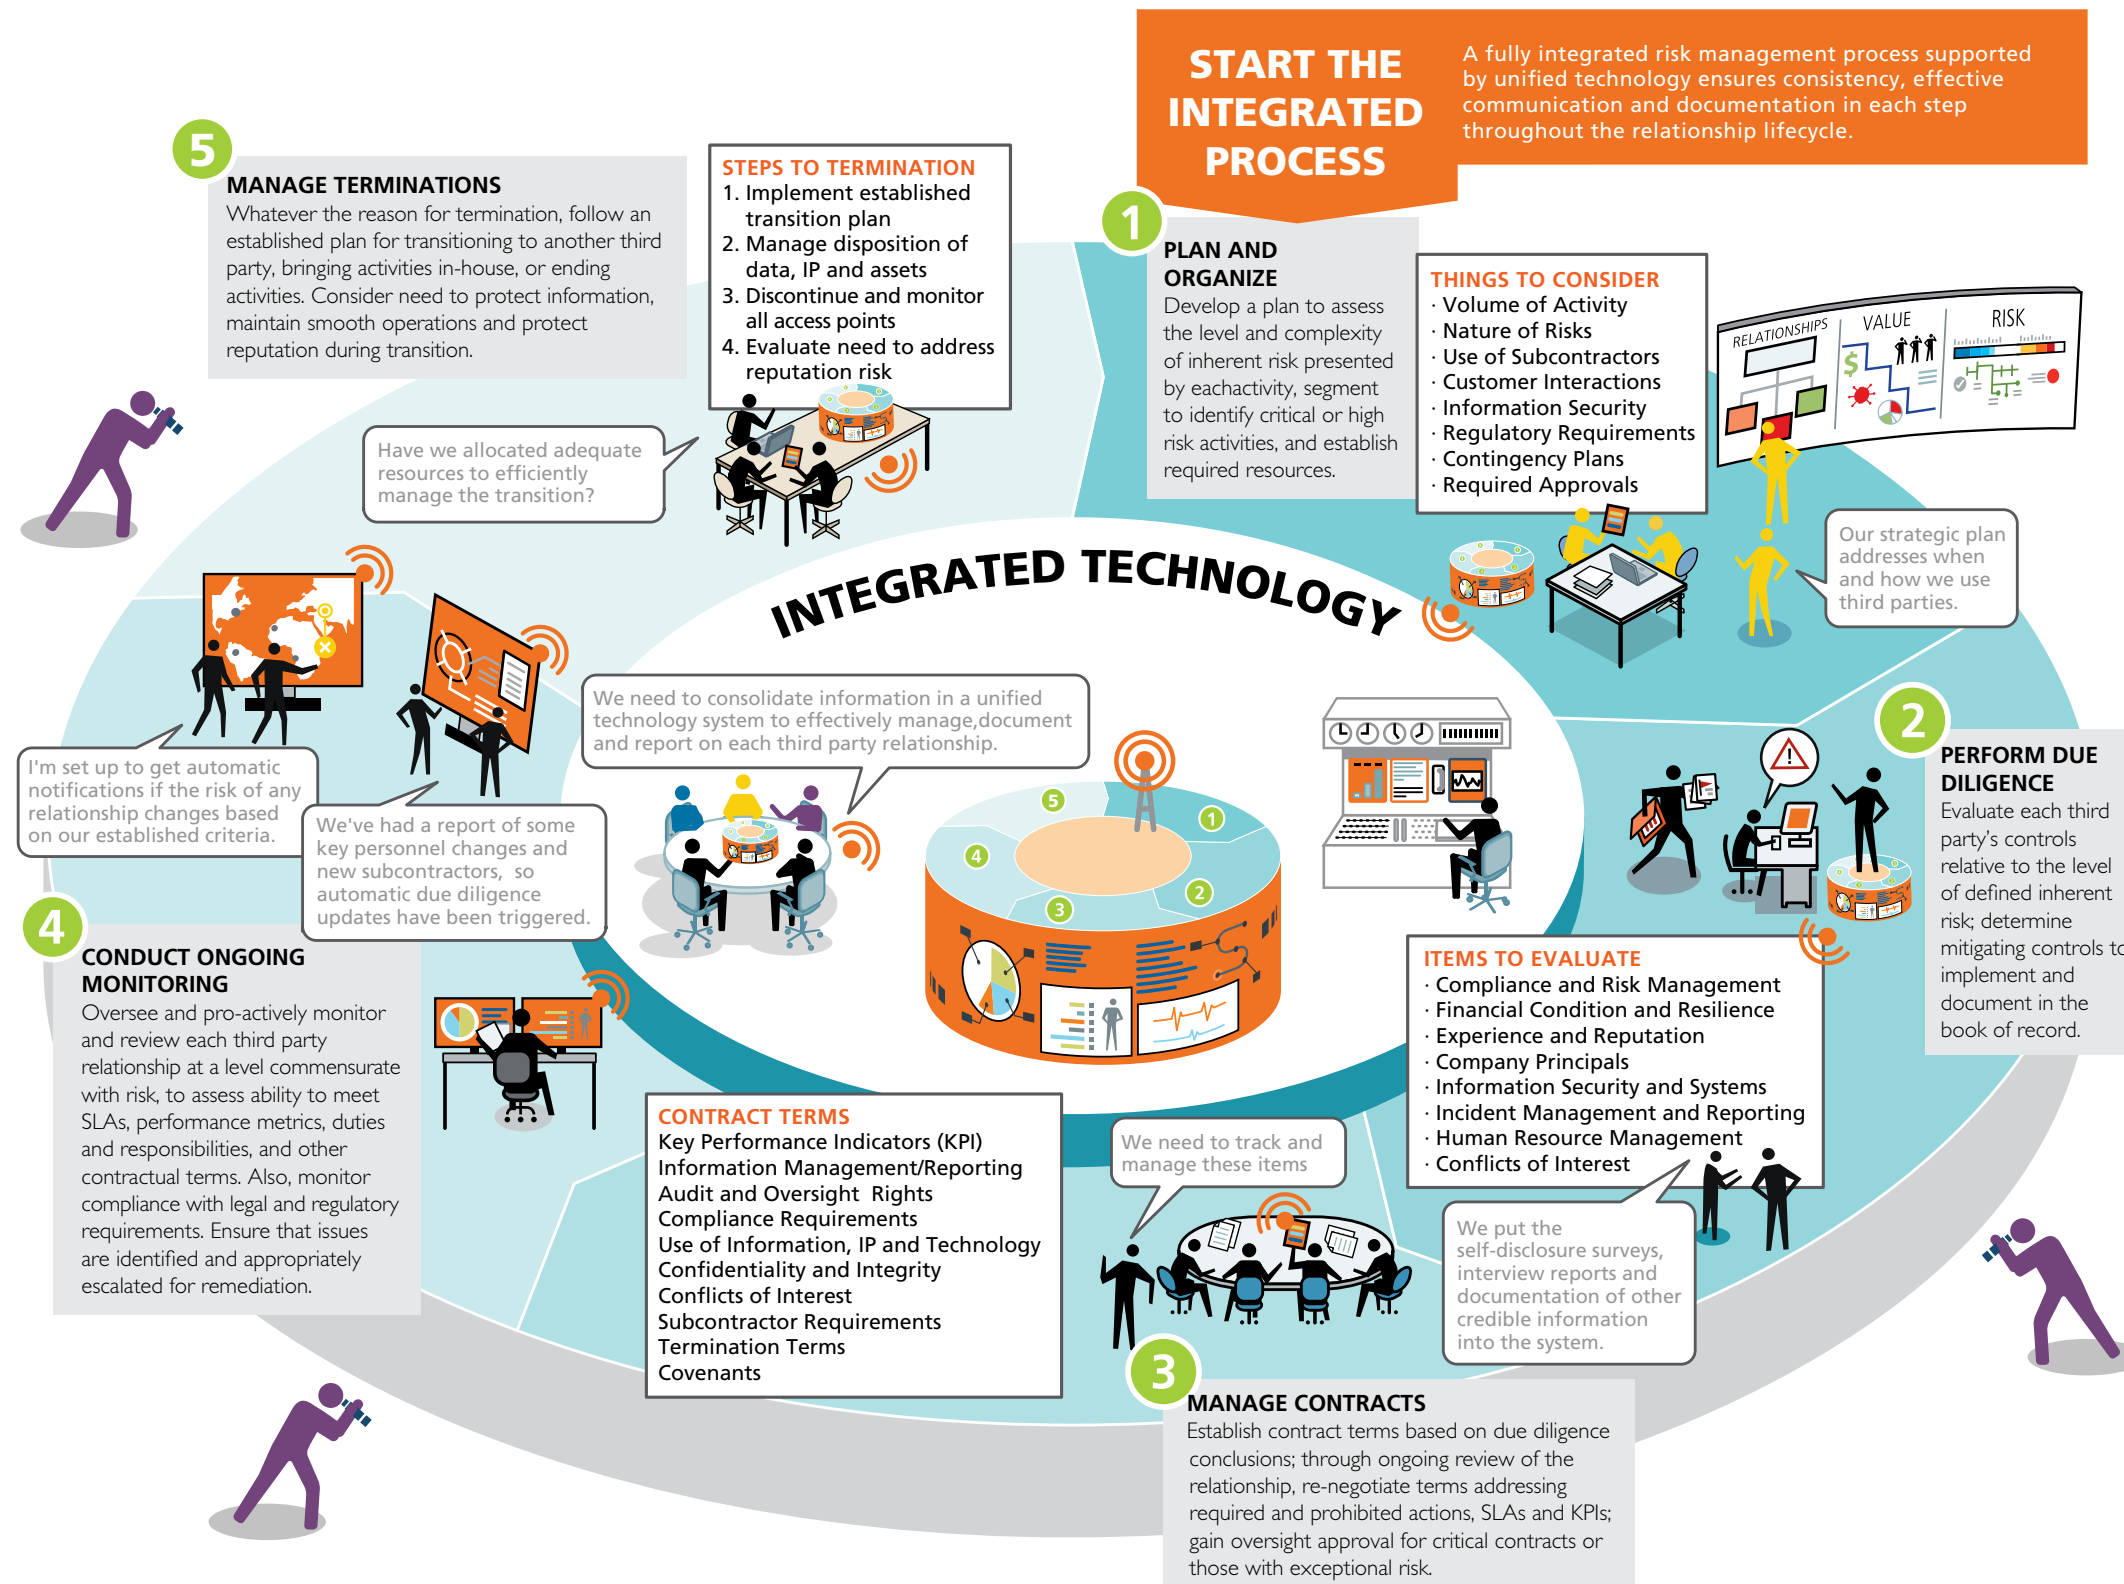 START THE
INTEGRATED
PROCESS
A fully integrated risk management process supported
by unified technology ensures consistency, effective
communication and documentation in each step
throughout the relationship lifecycle.
1
PLAN AND
ORGANIZE
Develop a plan to assess
the level and complexity
of inherent risk presented
by eachactivity, segment
to identify critical or high
risk activities, and establish
required resources.
THINGS TO CONSIDER
· Volume of Activity
· Nature of Risks
· Use of Subcontractors
· Customer Interactions
· Information Security
· Regulatory Requirements
· Contingency Plans
· Required Approvals
RELATIONSHIPS
VALUE
RISK
$
Our strategic plan
addresses when
and how we use
third parties.
2
PERFORM DUE
DILIGENCE
Evaluate each third
party's controls
relative to the level
of defined inherent
risk; determine
mitigating controls to
implement and
document in the
book of record.
!
ITEMS TO EVALUATE
· Compliance and Risk Management
· Financial Condition and Resilience
· Experience and Reputation
· Company Principals
· Information Security and Systems
· Incident Management and Reporting
· Human Resource Management
· Conflicts of Interest
We put the
self-disclosure surveys,
interview reports and
documentation of other
credible information
into the system.
3
MANAGE CONTRACTS
Establish contract terms based on due diligence
conclusions; through ongoing review of the
relationship, re-negotiate terms addressing
required and prohibited actions, SLAs and KPIs;
gain oversight approval for critical contracts or
those with exceptional risk.
We need to track and
manage these items
CONTRACT TERMS
Key Performance Indicators (KPI)
Information Management/Reporting
Audit and Oversight Rights
Compliance Requirements
Use of Information, IP and Technology
Confidentiality and Integrity
Conflicts of Interest
Subcontractor Requirements
Termination Terms
Covenants
4
CONDUCT ONGOING
MONITORING
Oversee and pro-actively monitor
and review each third party
relationship at a level commensurate
with risk, to assess ability to meet
SLAs, performance metrics, duties
and responsibilities, and other
contractual terms. Also, monitor
compliance with legal and regulatory
requirements. Ensure that issues
are identified and appropriately
escalated for remediation.
I'm set up to get automatic
notifications if the risk of any
relationship changes based
on our established criteria.
We've had a report of some
key personnel changes and
new subcontractors, so
automatic due diligence
updates have been triggered.
5
MANAGE TERMINATIONS
Whatever the reason for termination, follow an
established plan for transitioning to another third
party, bringing activities in-house, or ending
activities. Consider need to protect information,
maintain smooth operations and protect
reputation during transition.
STEPS TO TERMINATION
1. Implement established
transition plan
2. Manage disposition of
data, IP and assets
3. Discontinue and monitor
all access points
4. Evaluate need to address
reputation risk
Have we allocated adequate
resources to efficiently
manage the transition?
INTEGRATED TECHNOLOGY
We need to consolidate information in a unified
technology system to effectively manage,document
and report on each third party relationship.
5
1
4
2
3